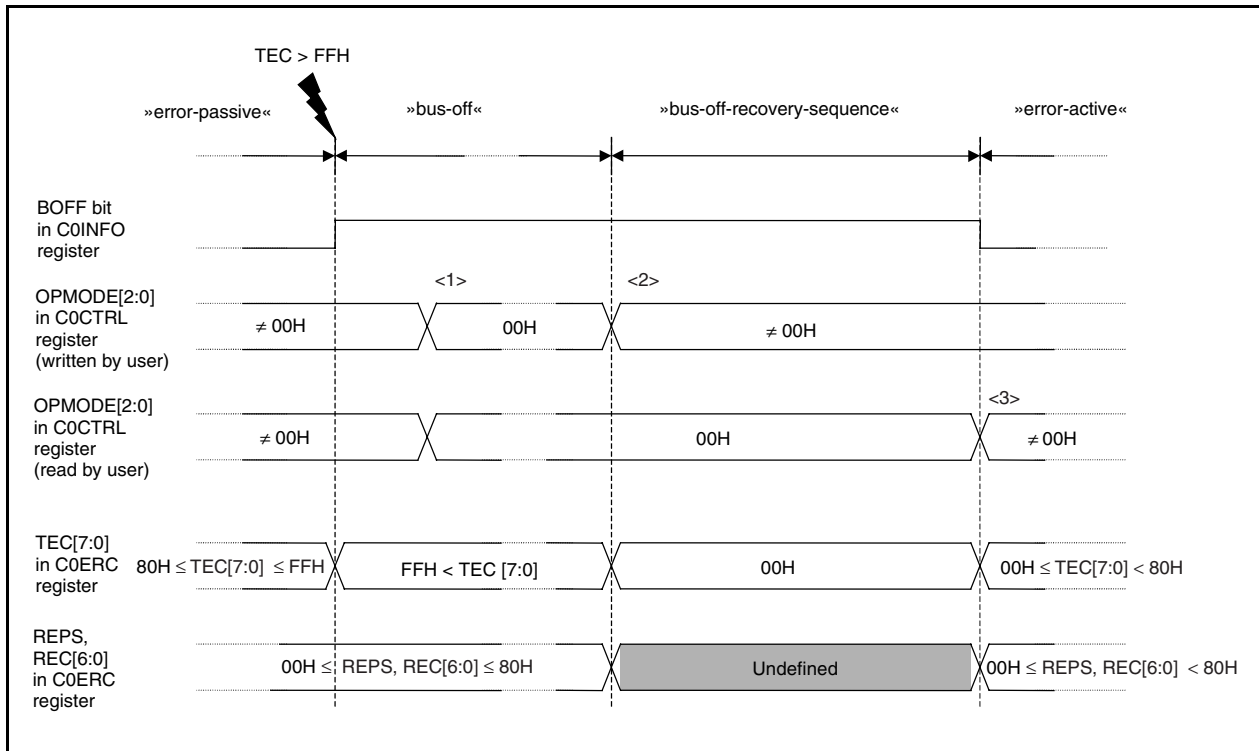 TEC > FFH
»error-passive«
»bus-off«
»bus-off-recovery-sequence«
»error-active«
BOFF bit
in C0INFO
register
<1>
<2>
OPMODE[2:0]
in C0CTRL
register
(written by user)
≠ 00H
00H
≠ 00H
<3>
OPMODE[2:0]
in C0CTRL
register
(read by user)
≠ 00H
00H
≠ 00H
TEC[7:0]
in C0ERC
register
80H ≤ TEC[7:0] ≤ FFH
FFH < TEC [7:0]
00H
00H ≤ TEC[7:0] < 80H
REPS,
REC[6:0]
in C0ERC
register
00H ≤ REPS, REC[6:0] ≤ 80H
Undefined
00H ≤ REPS, REC[6:0] < 80H